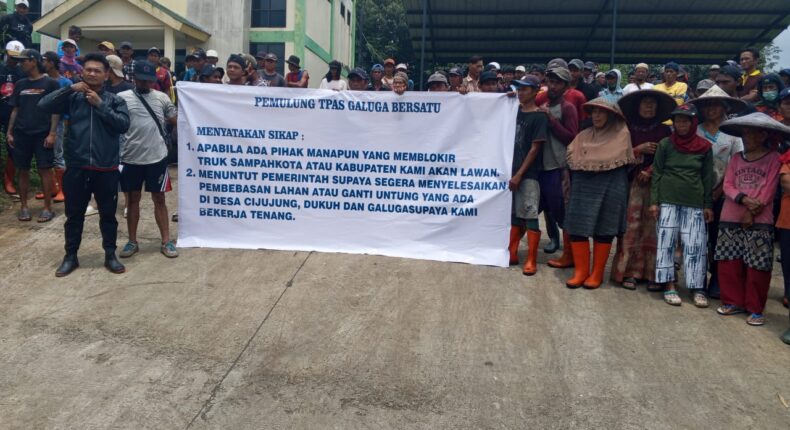 PEMULUNG TPAS GALUGA BERSATU
MENYATAKAN SIKAP :
1. APABILA ADA PIHAK MANAPUN YANG MEMBLOKIR
TRUK SAMPAHKOTA ATAU KABUPATEN KAMI AKAN LAWAN.
2. MENUNTUT PEMERINTAH SUPAYA SEGERA MENYELESAIKAN
PEMBEBASAN LAHAN ATAU GANTI UNTUNG YANG ADA
DI DESA CIJUJUNG, DUKUH DAN GALUGASUPAYA KAMI
BEKERJA TENANG.